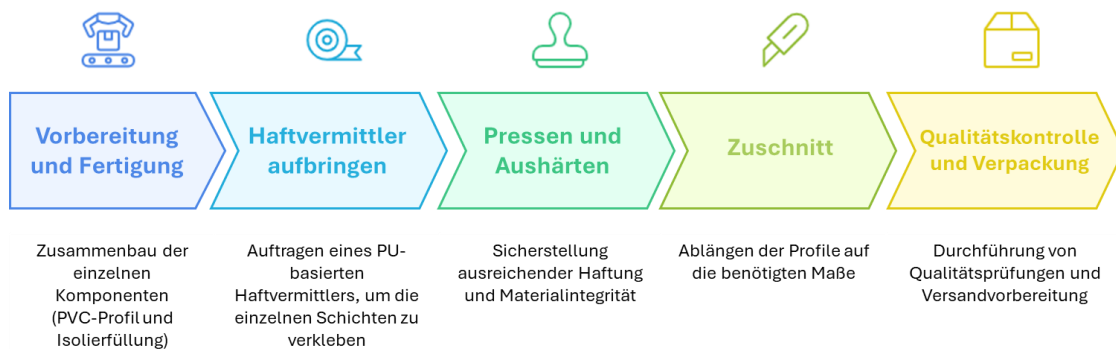 Vorbereitung
und Fertigung
Haftvermittler
aufbringen
Pressen und
Aushärten
Zuschnitt
Qualitätskontrolle
und Verpackung
Zusammenbau der
einzelnen
Komponenten
(PVC-Profil und
Isolierfüllung)
Auftragen eines PU-
basierten
Haftvermittlers, um die
einzelnen Schichten zu
verkleben
Sicherstellung
ausreichender Haftung
und Materialintegrität
Ablängen der Profile auf
die benötigten Maße
Durchführung von
Qualitätsprüfungen und
Versandvorbereitung